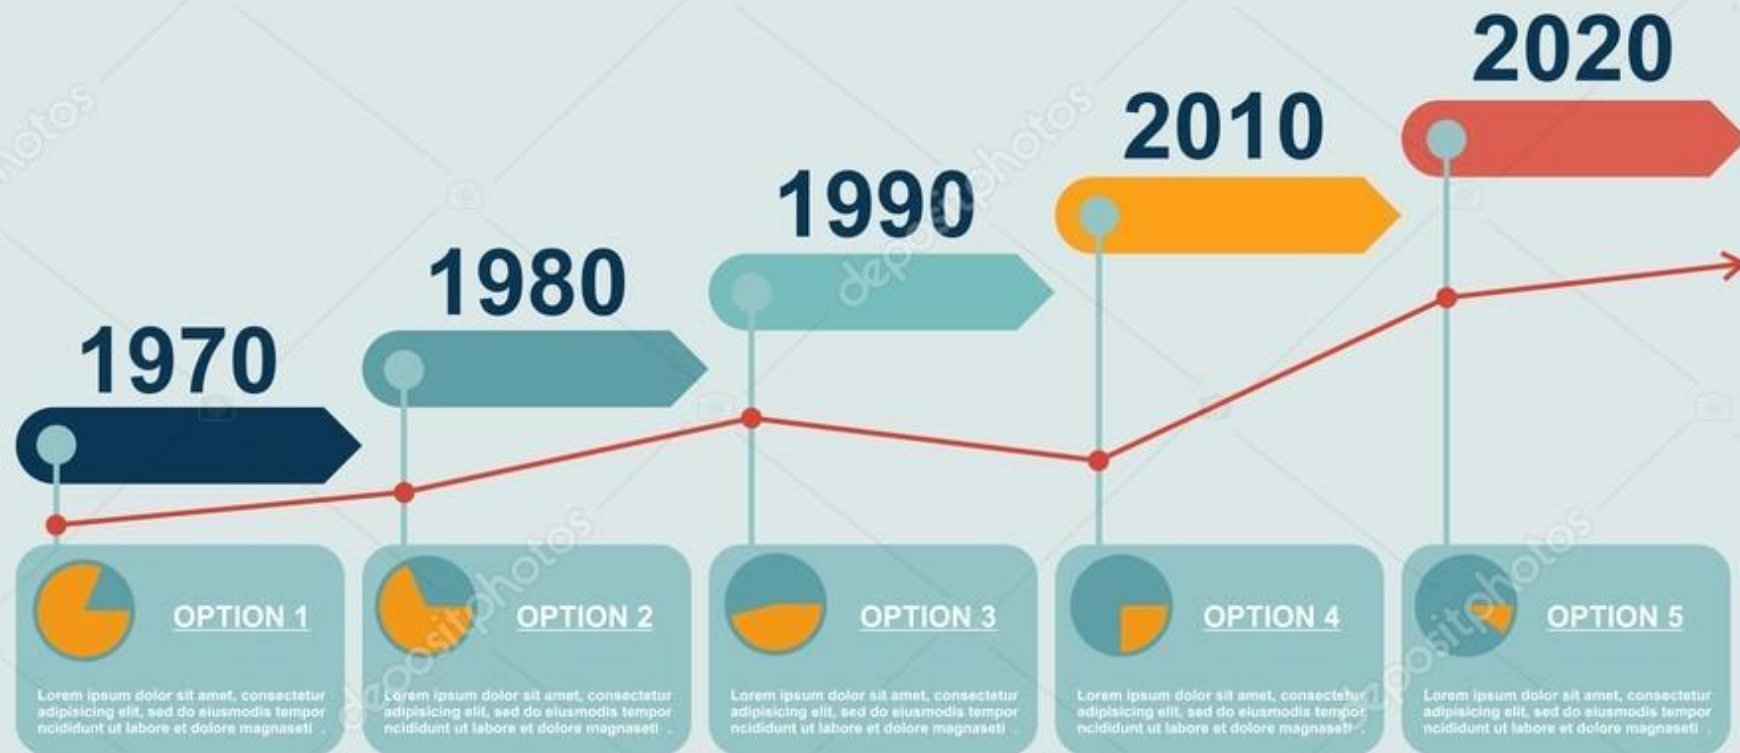 1970
1980
1990
2010
2020
OPTION 1
Lorem ipsum dolor sit amet, consectetur
adipisicing elit, sed do eiusmodis tempor
ncididunt ut labore et dolore magnaseti .
OPTION 2
Lorem ipsum dolor sit amet, consectetur
adipisicing elit, sed do eiusmodis tempor
ncididunt ut labore et dolore magnaseti .
OPTION 3
Lorem ipsum dolor sit amet, consectetur
adipisicing elit, sed do eiusmodis tempor
ncididunt ut labore et dolore magnaseti .
OPTION 4
Lorem ipsum dolor sit amet, consectetur
adipisicing elit, sed do eiusmodis tempor
ncididunt ut labore et dolore magnaseti .
OPTION 5
Lorem ipsum dolor sit amet, consectetur
adipisicing elit, sed do eiusmodis tempor
ncididunt ut labore et dolore magnaseti .
depositphotos
depositphotos
depositphotos
depositphotos